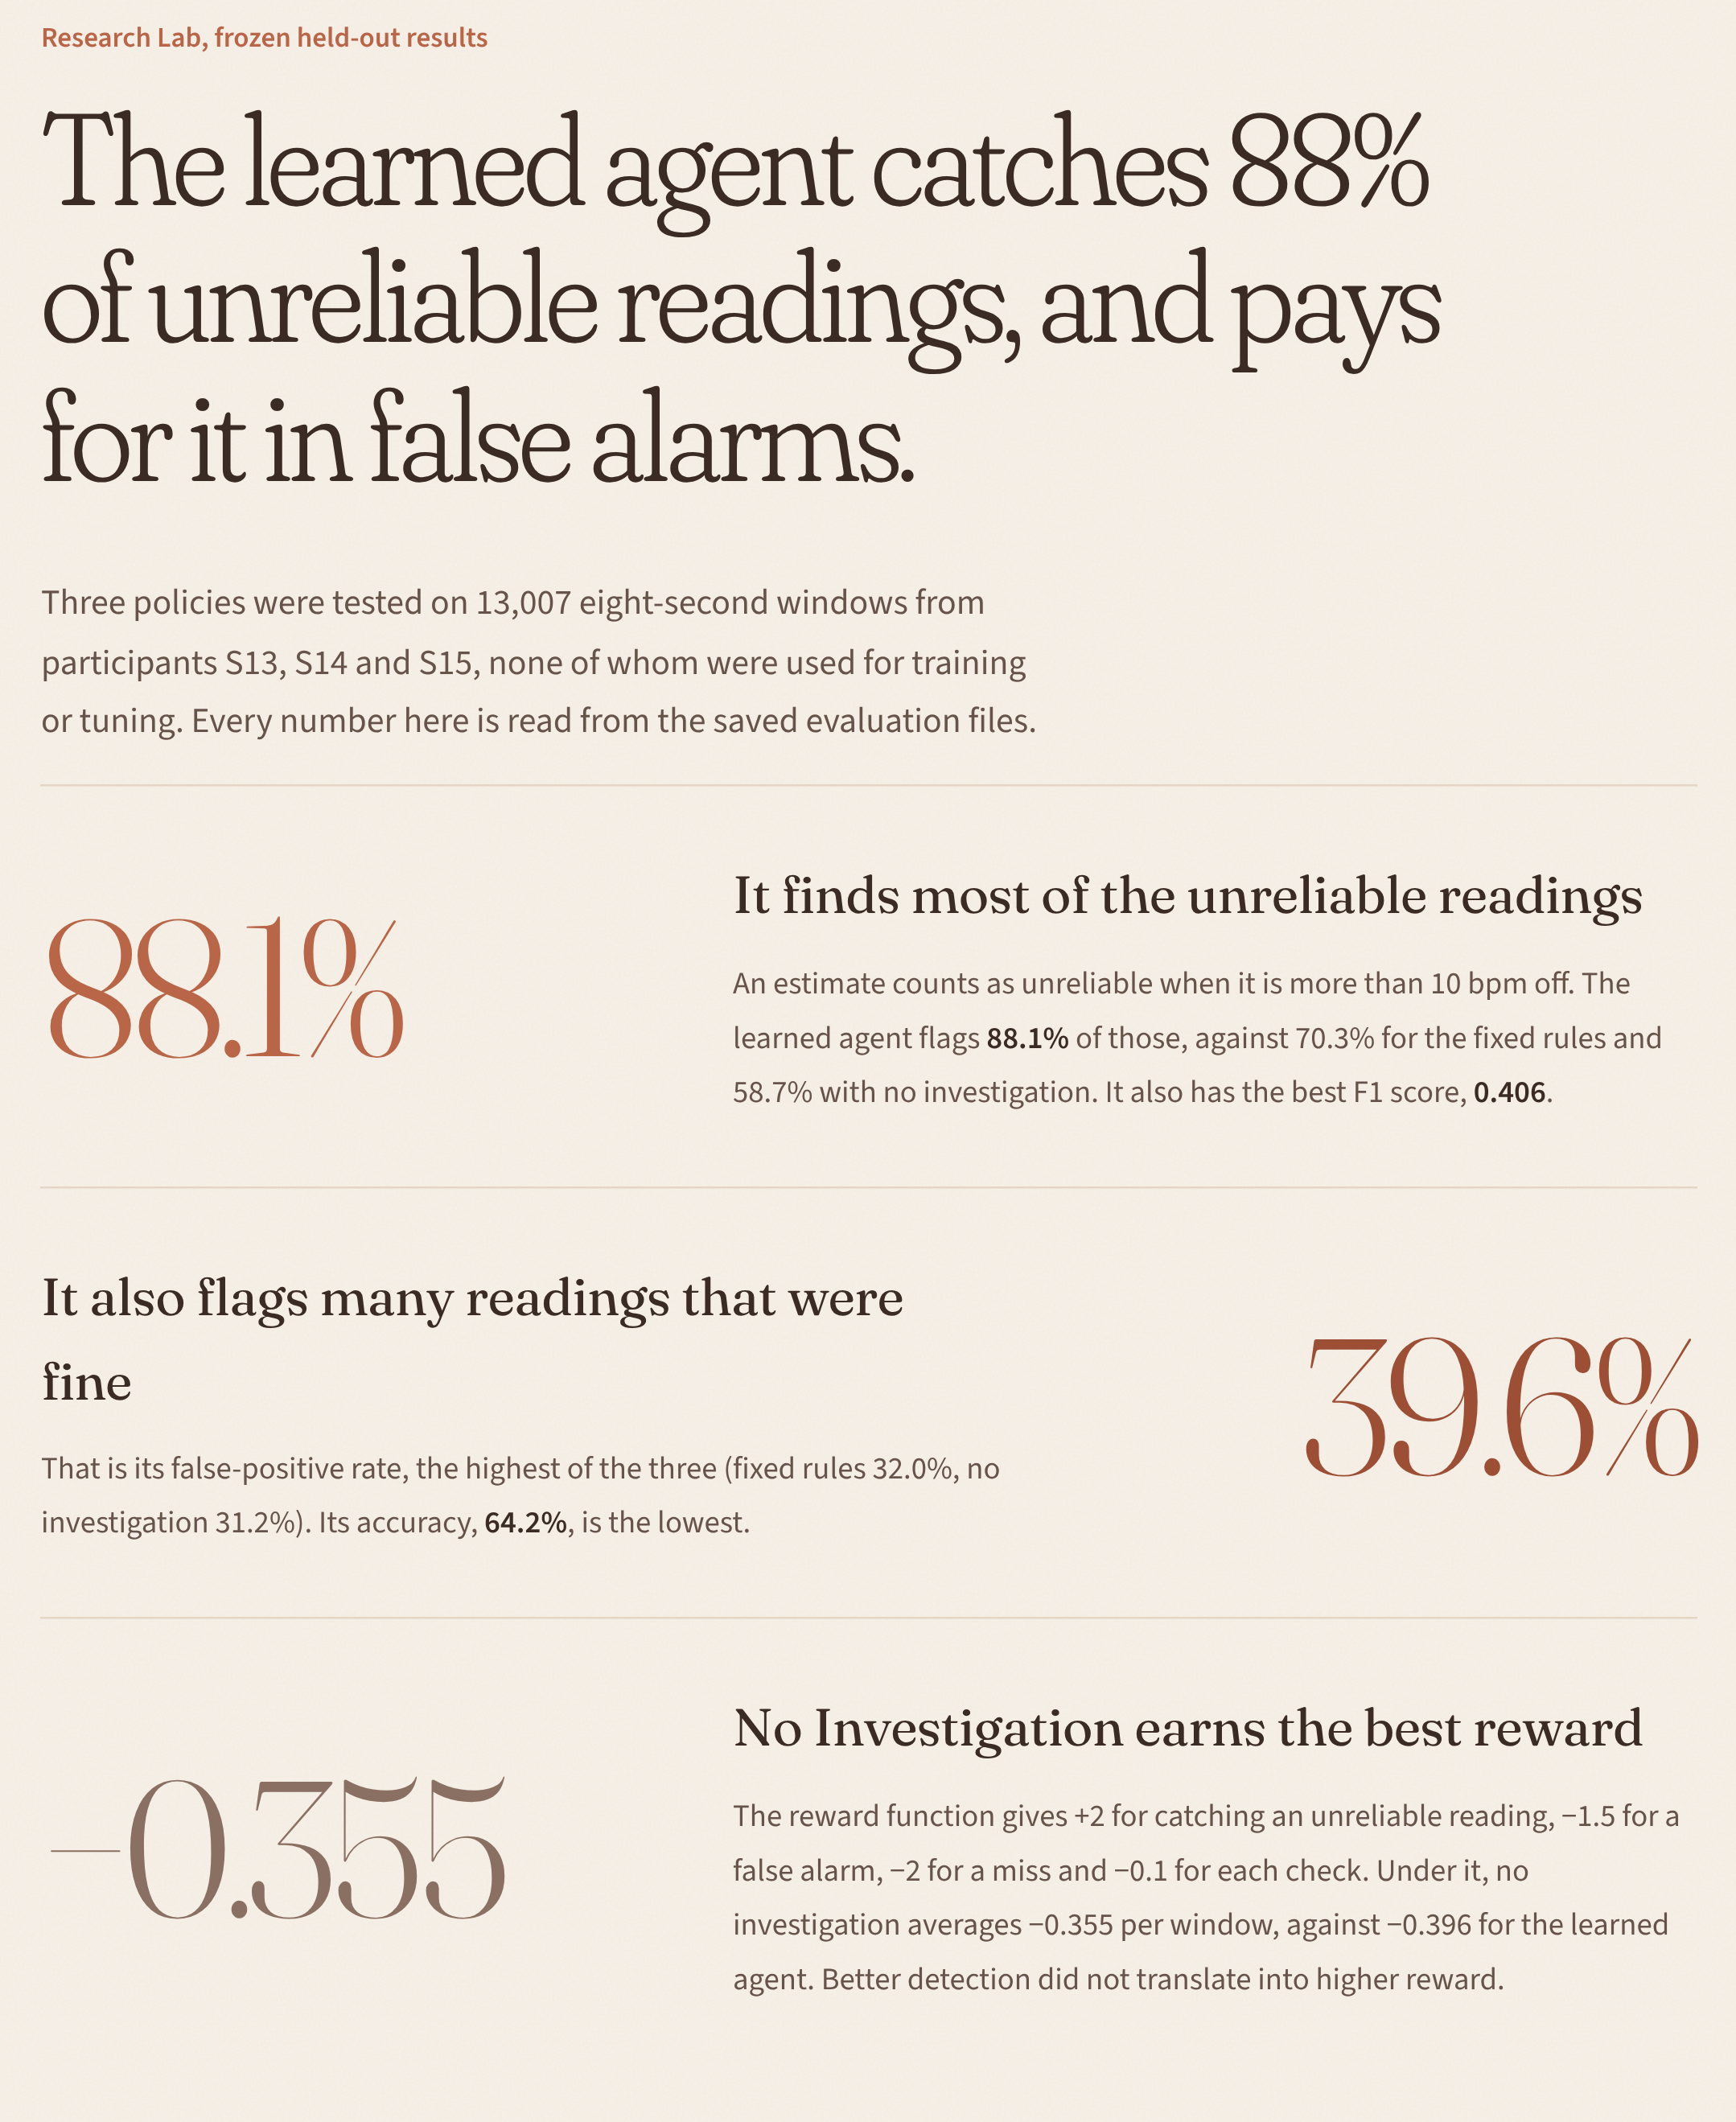 Research Lab, frozen held-out results
The learned agent catches 88%
of unreliable readings, and pays
for it in false alarms.
Three policies were tested on 13,007 eight-second windows from
participants S13, S14 and S15, none of whom were used for training
or tuning. Every number here is read from the saved evaluation files.
88.1%
It finds most of the unreliable readings
An estimate counts as unreliable when it is more than 10 bpm off. The
learned agent flags 88.1% of those, against 70.3% for the fixed rules and
58.7% with no investigation. It also has the best F1 score, 0.406.
It also flags many readings that were
fine
That is its false-positive rate, the highest of the three (fixed rules 32.0%, no
investigation 31.2%). Its accuracy, 64.2%, is the lowest.
39.6%
−0.355
No Investigation earns the best reward
The reward function gives +2 for catching an unreliable reading, −1.5 for a
false alarm, −2 for a miss and −0.1 for each check. Under it, no
investigation averages −0.355 per window, against −0.396 for the learned
agent. Better detection did not translate into higher reward.